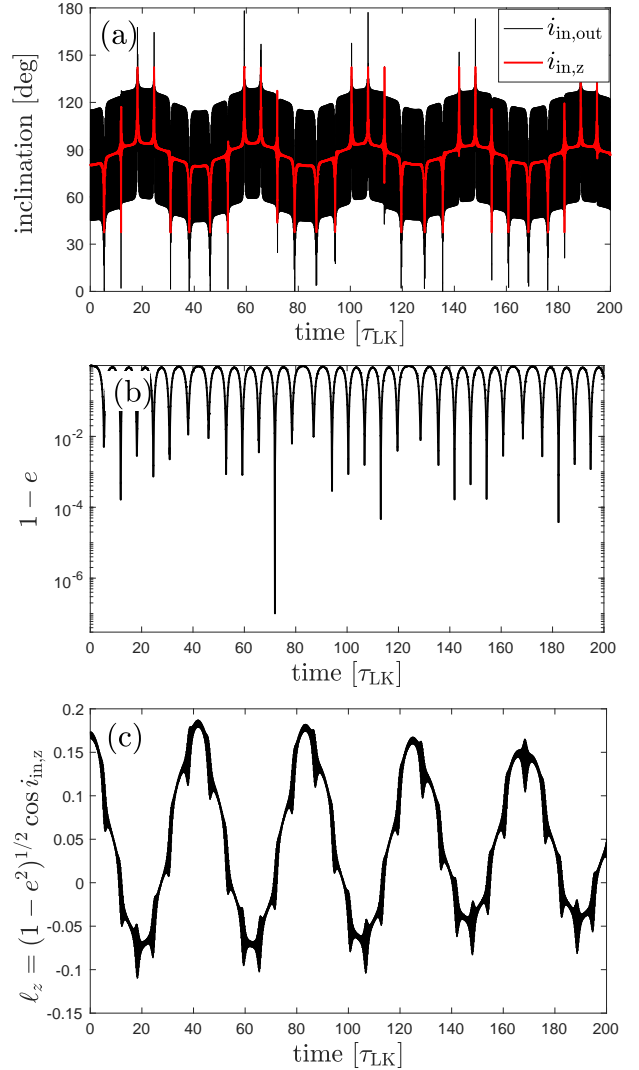 (a)
i_in,out
i_in,z
inclination [deg]
180
150
120
90
60
30
0
0 20 40 60 80 100 120 140 160 180 200
time [τ_LK]
(b)
1 − e
10^-2
10^-4
10^-6
0 20 40 60 80 100 120 140 160 180 200
time [τ_LK]
(c)
ℓ_z = (1 − e^2)^1/2 cos i_in,z
0.2
0.15
0.1
0.05
0
-0.05
-0.1
-0.15
0 20 40 60 80 100 120 140 160 180 200
time [τ_LK]